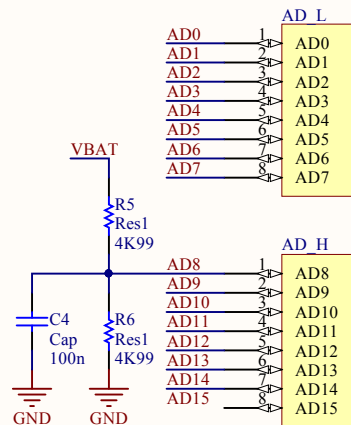 AD_L
AD0 1 AD0
AD1 2 AD1
AD2 3 AD2
AD3 4 AD3
AD4 5 AD4
AD5 6 AD5
AD6 7 AD6
AD7 8 AD7
VBAT
R5
Res1
4K99
AD_H
AD8 1 AD8
AD9 2 AD9
AD10 3 AD10
AD11 4 AD11
AD12 5 AD12
AD13 6 AD13
AD14 7 AD14
AD15 8 AD15
C4
Cap
100n
R6
Res1
4K99
GND
GND